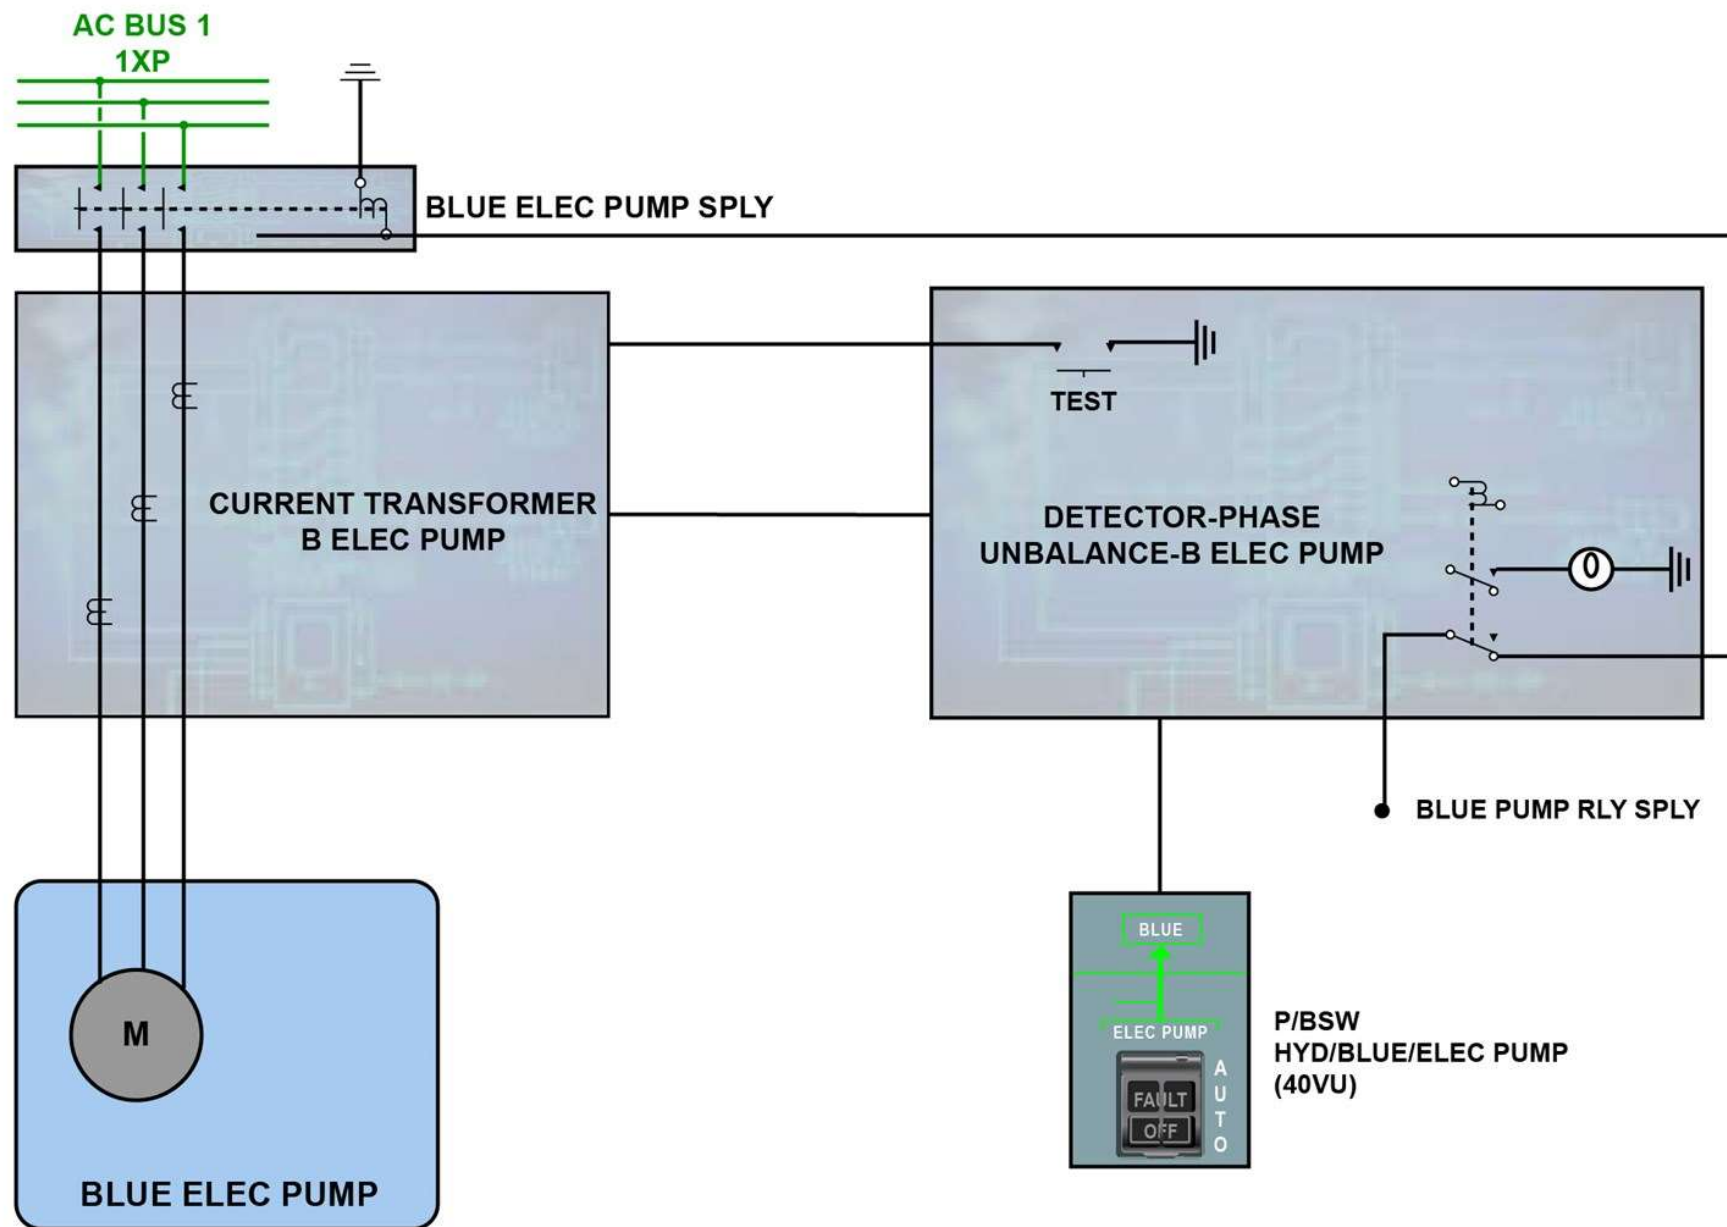 AC BUS 1
1XP
BLUE ELEC PUMP SPLY
CURRENT TRANSFORMER
B ELEC PUMP
TEST
DETECTOR-PHASE
UNBALANCE-B ELEC PUMP
0
BLUE PUMP RLY SPLY
BLUE
ELEC PUMP
FAULT
OFF
AUTO
P/BSW
HYD/BLUE/ELEC PUMP
(40VU)
M
BLUE ELEC PUMP